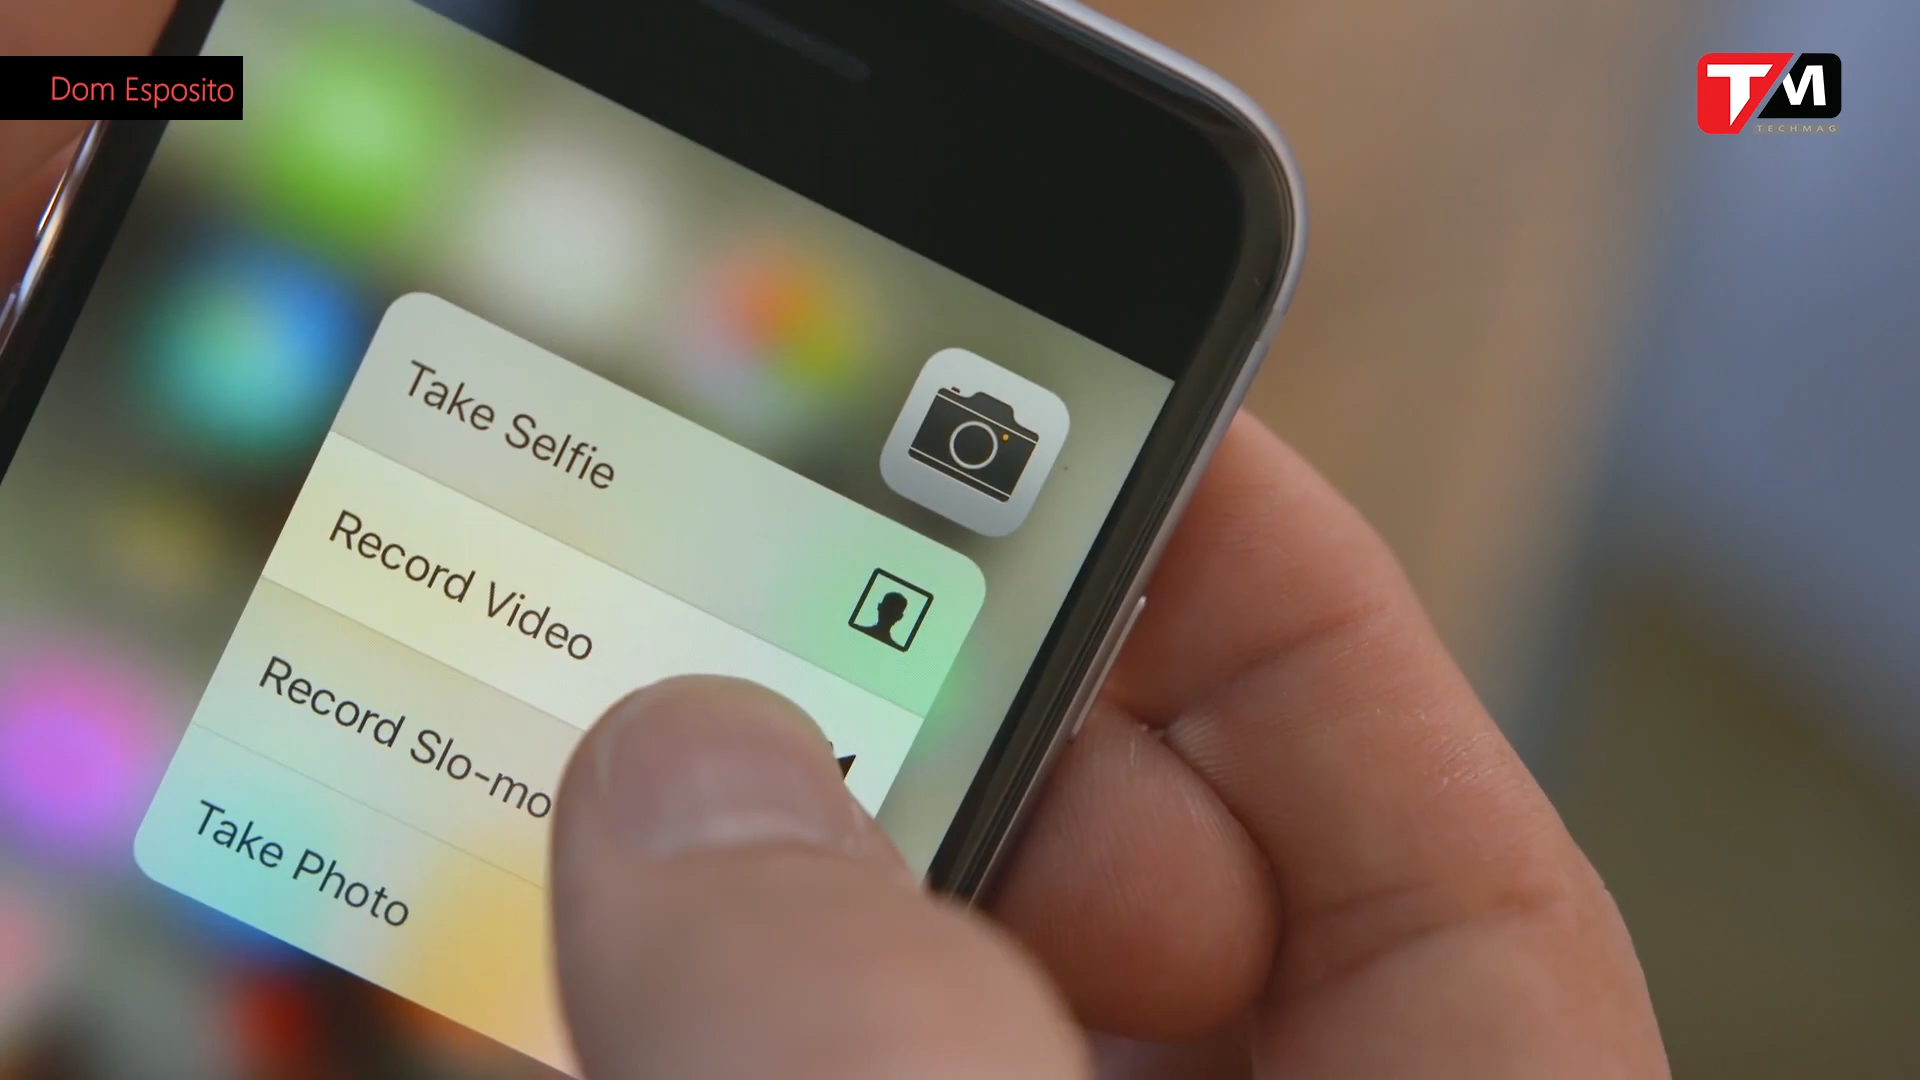 Dom Esposito
TM
TECHMAG
Take Selfie
Record Video
Record Slo-mo
Take Photo